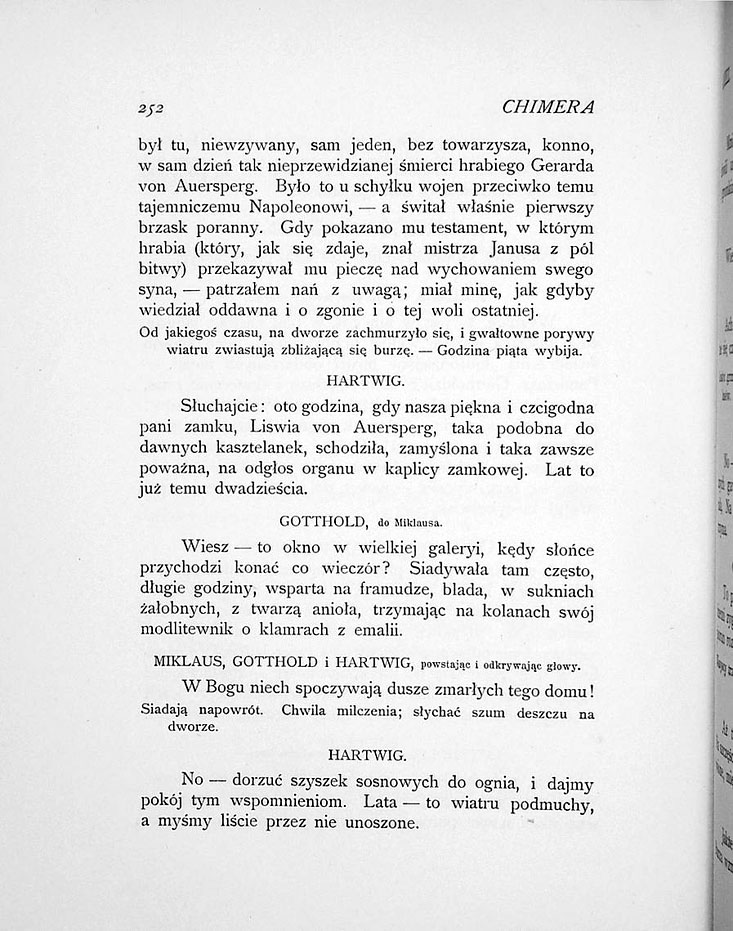 252
CHIMERA
był tu, niewzywany, sam jeden, bez towarzysza, konno,
w sam dzień tak nieprzewidzianej śmierci hrabiego Gerarda
von Auersperg. Było to u schyłku wojen przeciwko temu
tajemniczemu Napoleonowi, — a świtał właśnie pierwszy
brzask poranny. Gdy pokazano mu testament, w którym
hrabia (który, jak się zdaje, znał mistrza Janusa z pól
bitwy) przekazywał mu pieczę nad wychowaniem swego
syna, — patrzałem nań z uwagą; miał minę, jak gdyby
wiedział oddawna i o zgonie i o tej woli ostatniej.
Od jakiegoś czasu, na dworze zachmurzyło się, i gwałtowne porywy
wiatru zwiastują zbliżającą się burzę. — Godzina piąta wybija.
HARTWIG.
Słuchajcie: oto godzina, gdy nasza piękna i czcigodna
pani zamku, Liswia von Auersperg, taka podobna do
dawnych kasztelanek, schodziła, zamyślona i taka zawsze
poważna, na odgłos organu w kaplicy zamkowej. Lat to
już temu dwadzieścia.
GOTTHOLD, do Miklausa.
Wiesz — to okno w wielkiej galeryi, kędy słońce
przychodzi konać co wieczór? Siadywała tam często,
długie godziny, wsparta na framudze, blada, w sukniach
żałobnych, z twarzą anioła, trzymając na kolanach swój
modlitewnik o klamrach z emalii.
MIKLAUS, GOTTHOLD i HARTWIG, powstając i odkrywając głowy.
W Bogu niech spoczywają dusze zmarłych tego domu!
Siadają napowrót. Chwila milczenia; słychać szum deszczu na
dworze.
HARTWIG.
No — dorzuć szyszek sosnowych do ognia, i dajmy
pokój tym wspomnieniom. Lata — to wiatru podmuchy,
a myśmy liście przez nie unoszone.